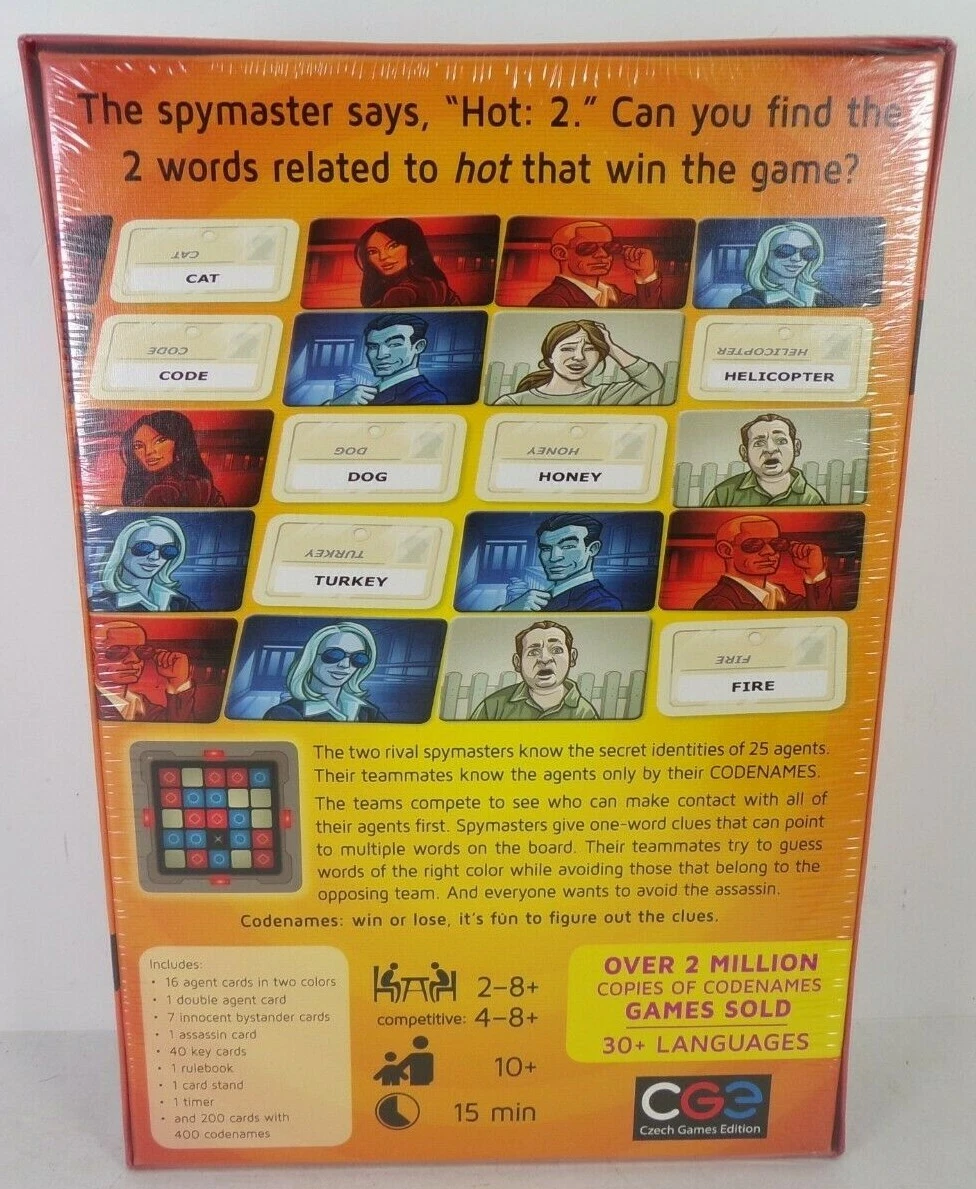 The spymaster says, “Hot: 2.” Can you find the
2 words related to hot that win the game?
CAT
CAT
CODE
CODE
HELICOPTER
HELICOPTER
DOG
DOG
HONEY
HONEY
TURKEY
TURKEY
FIRE
FIRE
The two rival spymasters know the secret identities of 25 agents.
Their teammates know the agents only by their CODENAMES.
The teams compete to see who can make contact with all of
their agents first. Spymasters give one-word clues that can point
to multiple words on the board. Their teammates try to guess
words of the right color while avoiding those that belong to the
opposing team. And everyone wants to avoid the assassin.
Codenames: win or lose, it’s fun to figure out the clues.
Includes:
• 16 agent cards in two colors
• 1 double agent card
• 7 innocent bystander cards
• 1 assassin card
• 40 key cards
• 1 rulebook
• 1 card stand
• 1 timer
• and 200 cards with
400 codenames
2–8+
competitive: 4–8+
10+
15 min
OVER 2 MILLION
COPIES OF CODENAMES
GAMES SOLD
30+ LANGUAGES
CGE
Czech Games Edition